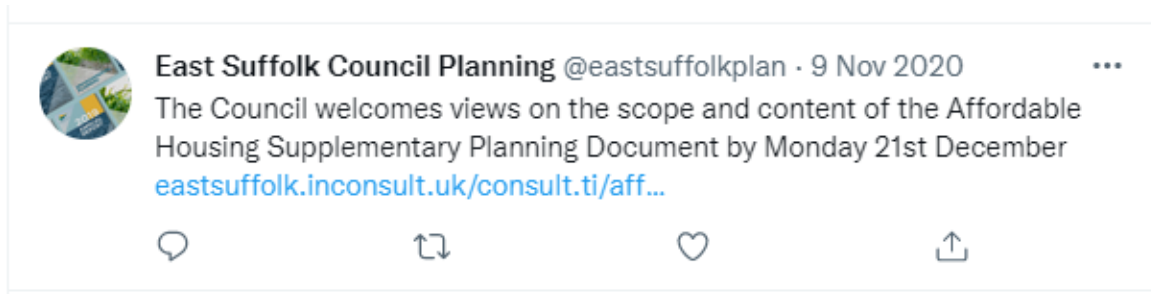 East Suffolk Council Planning @eastsuffolkplan · 9 Nov 2020
The Council welcomes views on the scope and content of the Affordable
Housing Supplementary Planning Document by Monday 21st December
eastsuffolk.inconsult.uk/consult.ti/aff...